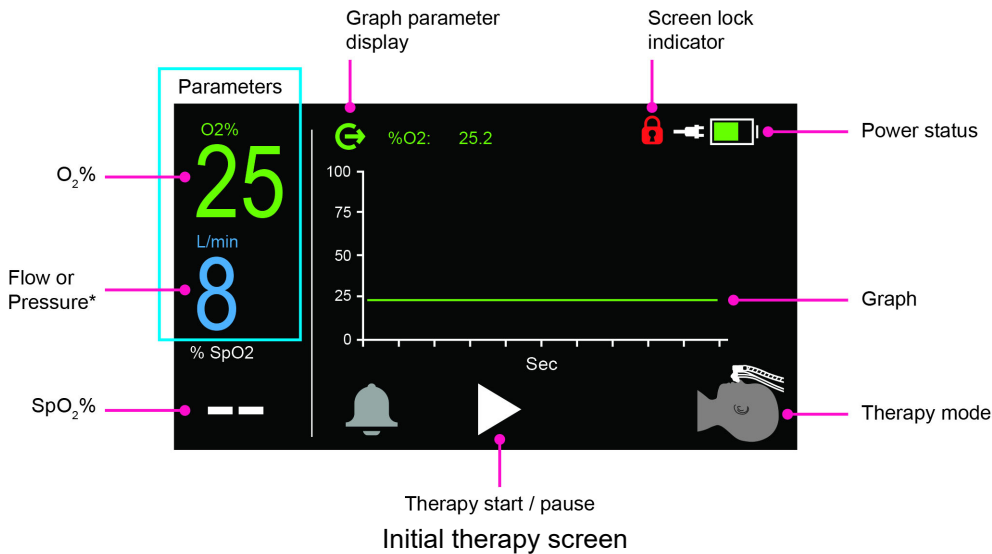 Graph parameter
display
Screen lock
indicator
Parameters
O2%
25
%O2: 25.2
Power status
O₂%
100
75
50
25
0
L/min
8
Flow or
Pressure*
Graph
% SpO2
Sec
SpO₂%
Therapy mode
Therapy start / pause
Initial therapy screen